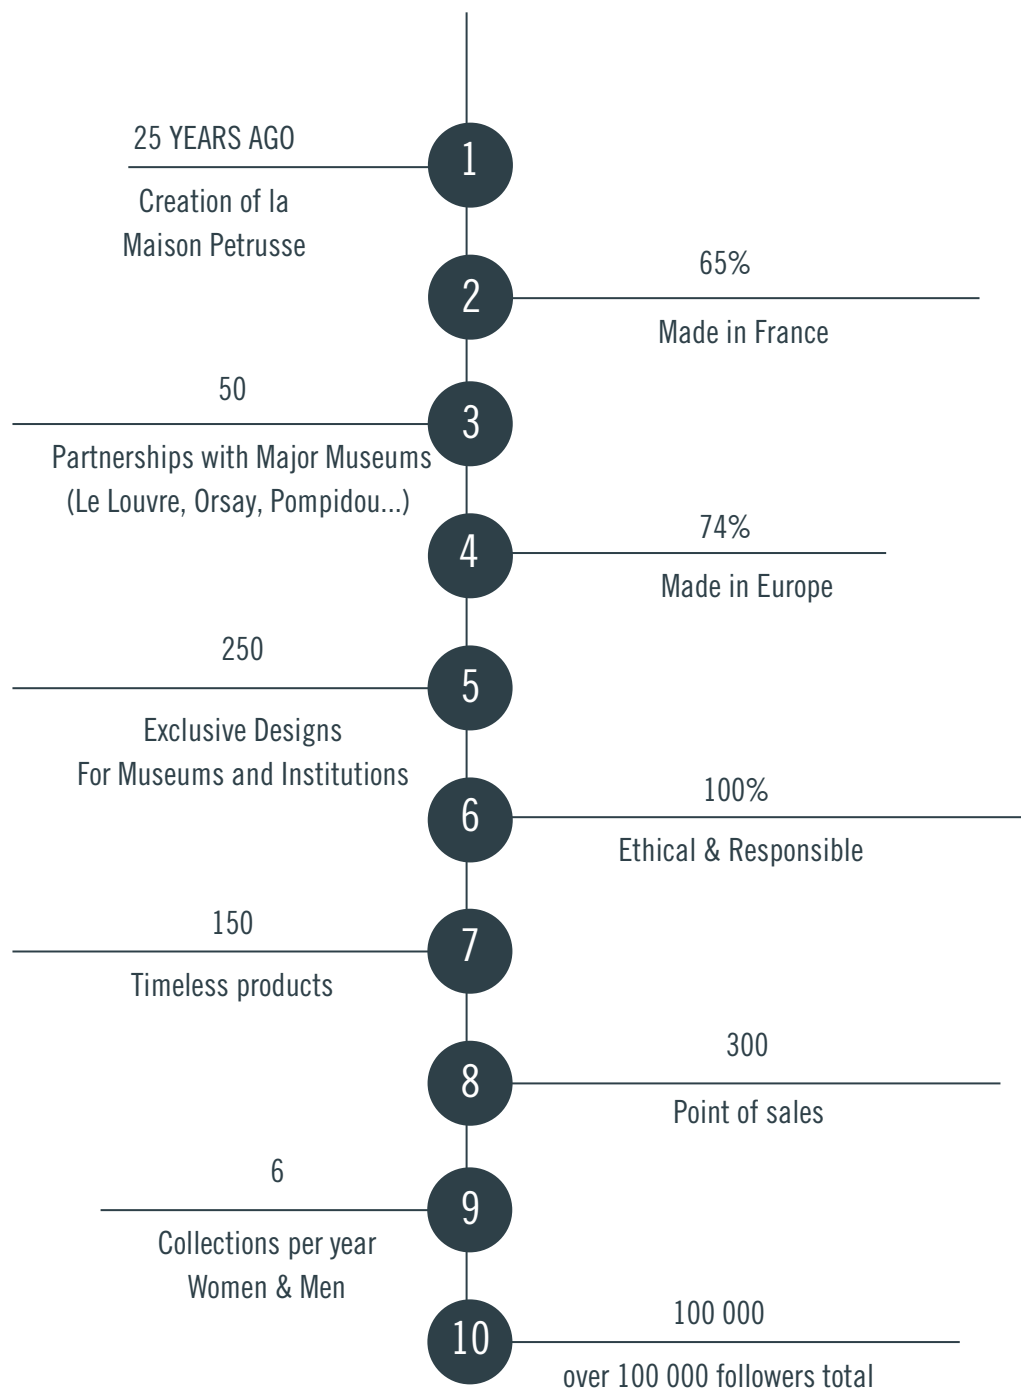 25 YEARS AGO
1
Creation of la
Maison Petrusse
65%
2
Made in France
50
3
Partnerships with Major Museums
(Le Louvre, Orsay, Pompidou...)
74%
4
Made in Europe
250
5
Exclusive Designs
For Museums and Institutions
100%
6
Ethical & Responsible
150
7
Timeless products
300
8
Point of sales
6
9
Collections per year
Women & Men
100 000
10
over 100 000 followers total